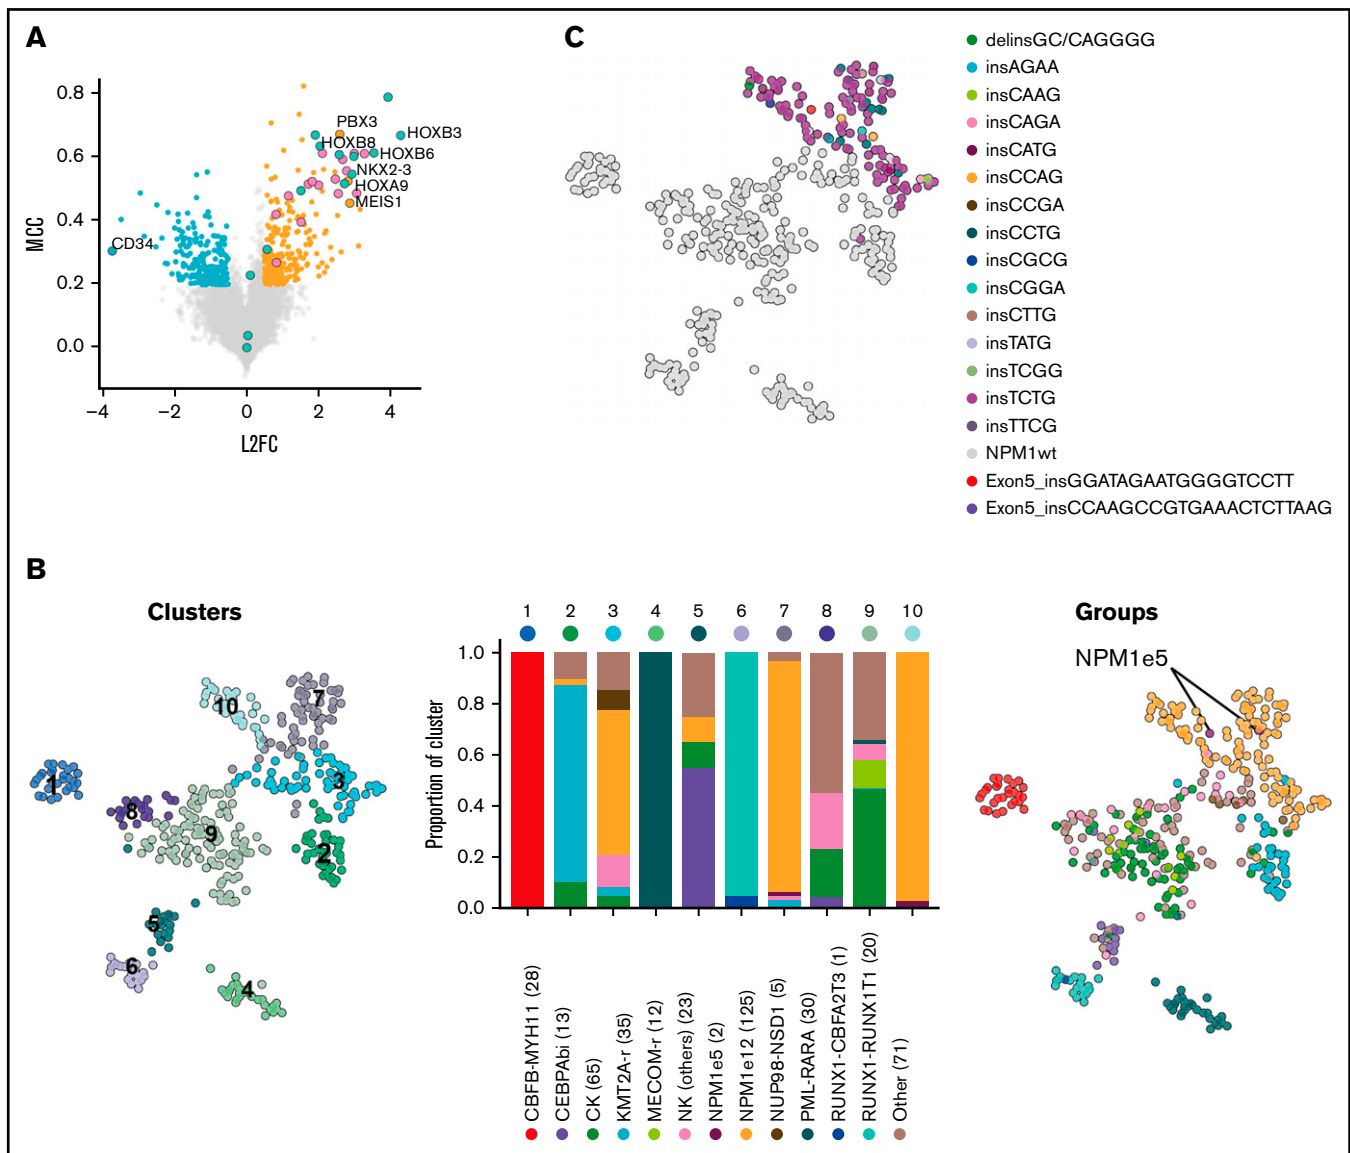 A
MCC
0.8
0.6
0.4
0.2
0.0
−4
−2
0
2
4
L2FC
PBX3
HOXB3
HOXB8
HOXB6
NKX2-3
HOXA9
MEIS1
CD34
C
delinsGC/CAGGGG
insAGAA
insCAAG
insCAGA
insCATG
insCCAG
insCCGA
insCCTG
insCGCG
insCGGA
insCTTG
insTATG
insTCGG
insTCTG
insTTCG
NPM1wt
Exon5_insGGATAGAATGGGGTCCTT
Exon5_insCCAAGCCGTGAAACTCTTAAG
B
Clusters
10
7
1
3
8
9
2
5
6
4
1 2 3 4 5 6 7 8 9 10
Proportion of cluster
1.0
0.8
0.6
0.4
0.2
0.0
CBFB-MYH11 (28)
CEBPAbi (13)
CK (65)
KMT2A-r (35)
MECOM-r (12)
NK (others) (23)
NPM1e5 (2)
NPM1e12 (125)
NUP98-NSD1 (5)
PML-RARA (30)
RUNX1-CBFA2T3 (1)
RUNX1-RUNX1T1 (20)
Other (71)
Groups
NPM1e5